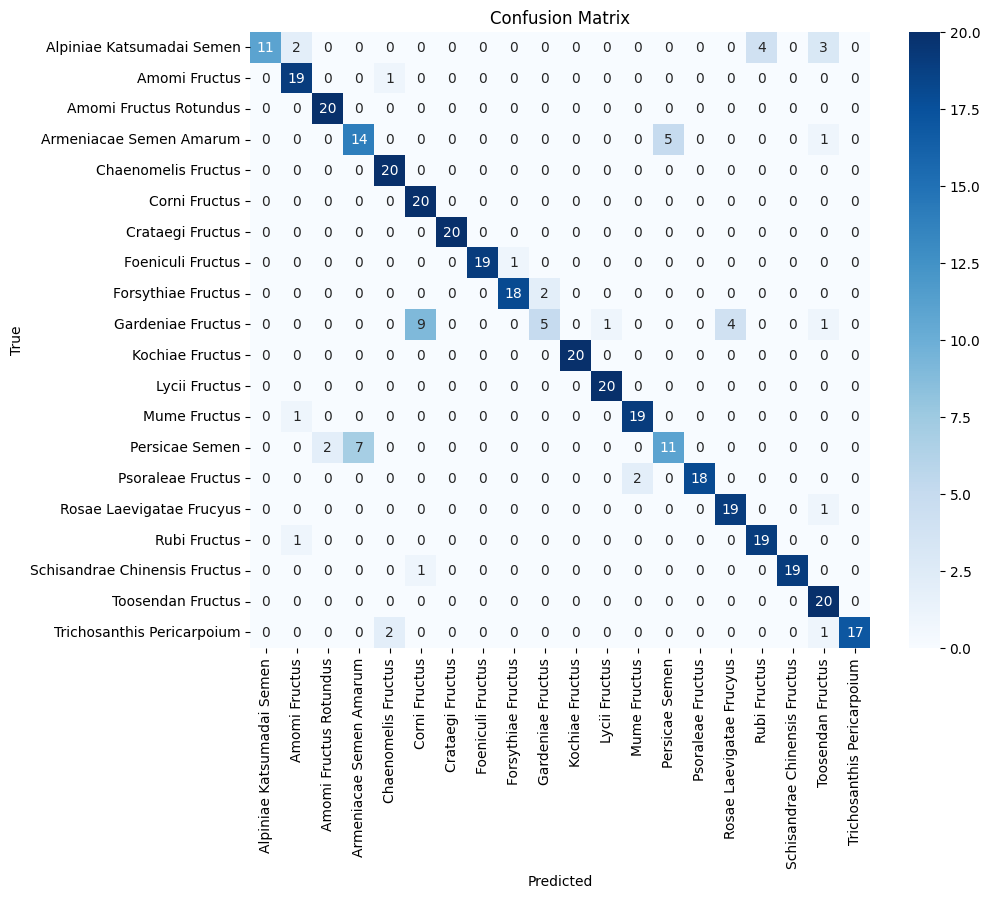 Confusion Matrix
True
Alpiniae Katsumadai Semen 11 2 0 0 0 0 0 0 0 0 0 0 0 0 0 0 4 0 3 0
Amomi Fructus 0 19 0 0 1 0 0 0 0 0 0 0 0 0 0 0 0 0 0 0
Amomi Fructus Rotundus 0 0 20 0 0 0 0 0 0 0 0 0 0 0 0 0 0 0 0 0
Armeniacae Semen Amarum 0 0 0 14 0 0 0 0 0 0 0 0 0 5 0 0 0 0 1 0
Chaenomelis Fructus 0 0 0 0 20 0 0 0 0 0 0 0 0 0 0 0 0 0 0 0
Corni Fructus 0 0 0 0 0 20 0 0 0 0 0 0 0 0 0 0 0 0 0 0
Crataegi Fructus 0 0 0 0 0 0 20 0 0 0 0 0 0 0 0 0 0 0 0 0
Foeniculi Fructus 0 0 0 0 0 0 0 19 1 0 0 0 0 0 0 0 0 0 0 0
Forsythiae Fructus 0 0 0 0 0 0 0 0 18 2 0 0 0 0 0 0 0 0 0 0
Gardeniae Fructus 0 0 0 0 0 9 0 0 0 5 0 1 0 0 0 4 0 0 1 0
Kochiae Fructus 0 0 0 0 0 0 0 0 0 0 20 0 0 0 0 0 0 0 0 0
Lycii Fructus 0 0 0 0 0 0 0 0 0 0 0 20 0 0 0 0 0 0 0 0
Mume Fructus 0 1 0 0 0 0 0 0 0 0 0 0 19 0 0 0 0 0 0 0
Persicae Semen 0 0 2 7 0 0 0 0 0 0 0 0 0 11 0 0 0 0 0 0
Psoraleae Fructus 0 0 0 0 0 0 0 0 0 0 0 0 2 0 18 0 0 0 0 0
Rosae Laevigatae Frucyus 0 0 0 0 0 0 0 0 0 0 0 0 0 0 0 19 0 0 1 0
Rubi Fructus 0 1 0 0 0 0 0 0 0 0 0 0 0 0 0 0 19 0 0 0
Schisandrae Chinensis Fructus 0 0 0 0 0 1 0 0 0 0 0 0 0 0 0 0 0 19 0 0
Toosendan Fructus 0 0 0 0 0 0 0 0 0 0 0 0 0 0 0 0 0 0 20 0
Trichosanthis Pericarpoium 0 0 0 0 2 0 0 0 0 0 0 0 0 0 0 0 0 0 1 17
Alpiniae Katsumadai Semen
Amomi Fructus
Amomi Fructus Rotundus
Armeniacae Semen Amarum
Chaenomelis Fructus
Corni Fructus
Crataegi Fructus
Foeniculi Fructus
Forsythiae Fructus
Gardeniae Fructus
Kochiae Fructus
Lycii Fructus
Mume Fructus
Persicae Semen
Psoraleae Fructus
Rosae Laevigatae Frucyus
Rubi Fructus
Schisandrae Chinensis Fructus
Toosendan Fructus
Trichosanthis Pericarpoium
Predicted
20.0
17.5
15.0
12.5
10.0
7.5
5.0
2.5
0.0